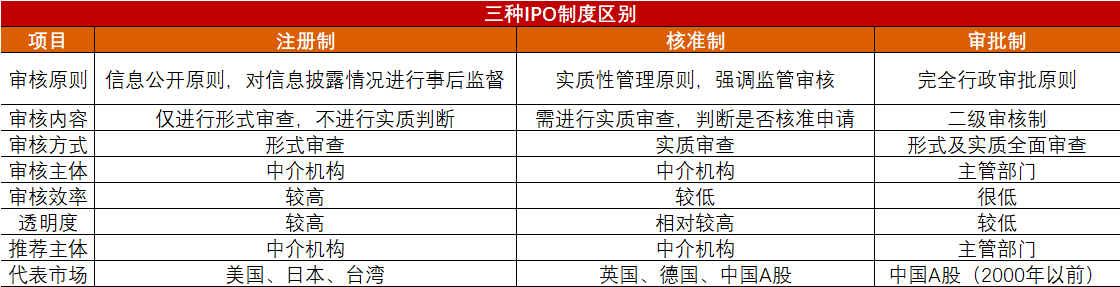 三种IPO制度区别
项目 注册制 核准制 审批制
审核原则 信息公开原则，对信息披露情况进行事后监督 实质性管理原则，强调监管审核 完全行政审批原则
审核内容 仅进行形式审查，不进行实质判断 需进行实质审查，判断是否核准申请 二级审核制
审核方式 形式审查 实质审查 形式及实质全面审查
审核主体 中介机构 中介机构 主管部门
审核效率 较高 较低 很低
透明度 较高 相对较高 较低
推荐主体 中介机构 中介机构 主管部门
代表市场 美国、日本、台湾 英国、德国、中国A股 中国A股（2000年以前）